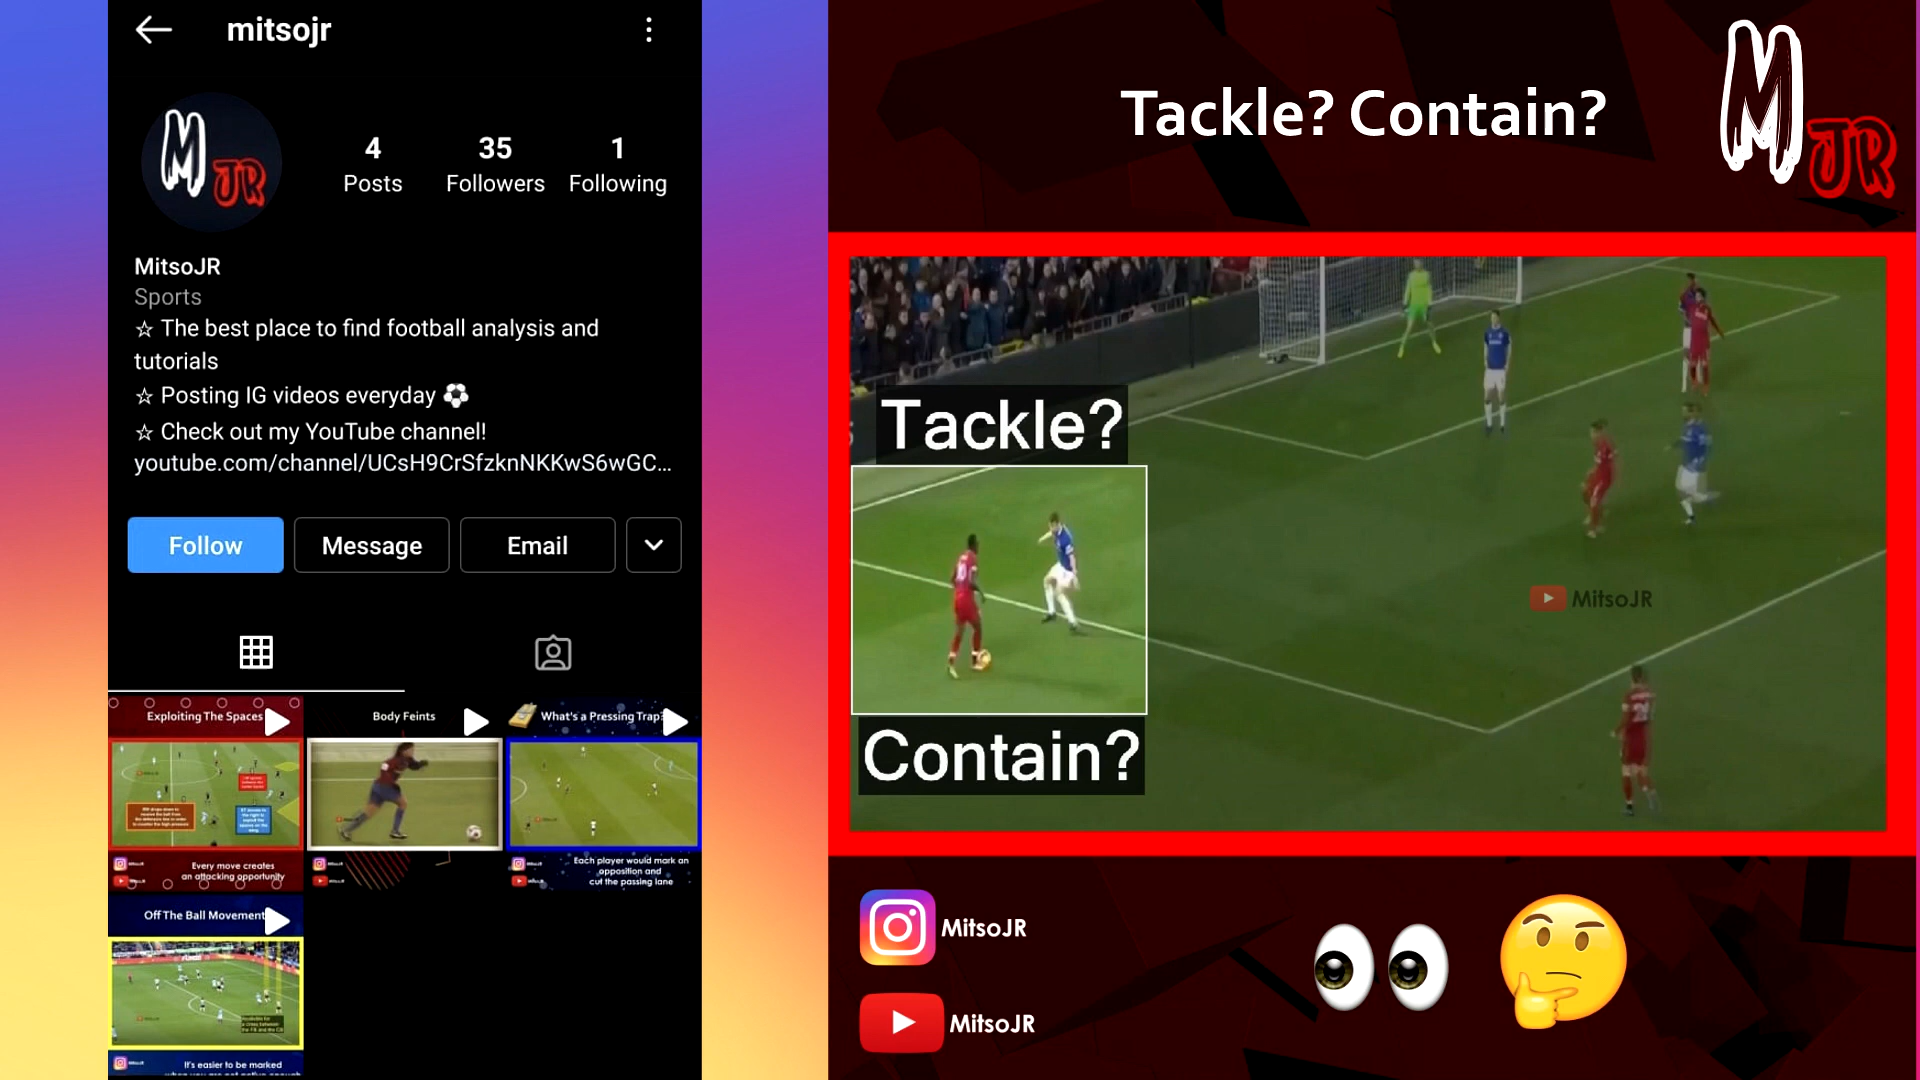 mitsojr
M
JR
4
Posts
35
Followers
1
Following
MitsoJR
Sports
☆ The best place to find football analysis and
tutorials
☆ Posting IG videos everyday ⚽
☆ Check out my YouTube channel!
youtube.com/channel/UCsH9CrSfzknNKKwS6wGC...
Follow
Message
Email
Exploiting The Spaces
Every move creates
an attacking opportunity
Body Feints
What's a Pressing Trap?
Each player would mark an
opposition and
cut the passing lane
Off The Ball Movement
It's easier to be marked
Tackle? Contain?
M
JR
Tackle?
Contain?
MitsoJR
MitsoJR
MitsoJR